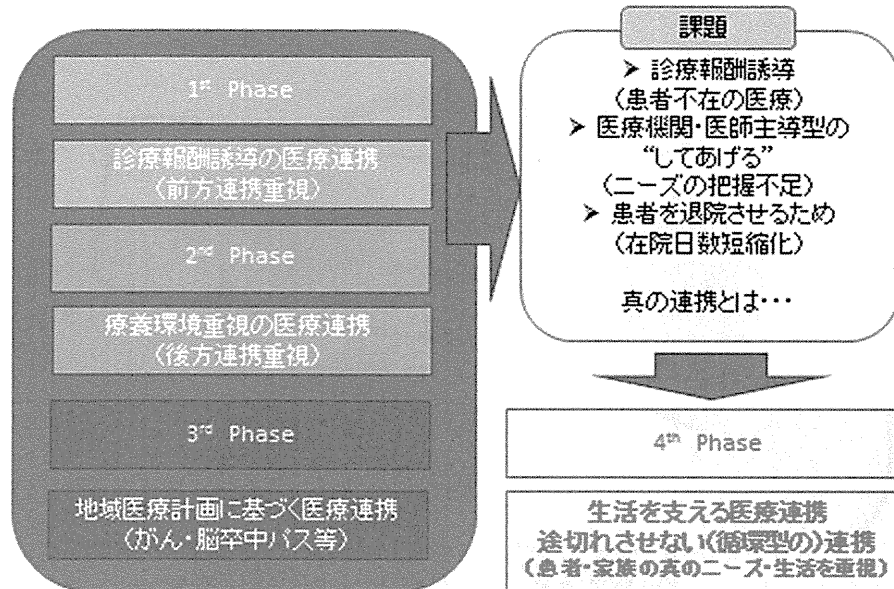 1st Phase
診療報酬誘導の医療連携
(前方連携重視)
2nd Phase
療養環境重視の医療連携
(後方連携重視)
3rd Phase
地域医療計画に基づく医療連携
(がん・脳卒中パス等)
課題
➤ 診療報酬誘導
(患者不在の医療)
➤ 医療機関・医師主導型の
“してあげる”
(ニーズの把握不足)
➤ 患者を退院させるため
(在院日数短縮化)
真の連携とは・・・
4th Phase
生活を支える医療連携
途切れさせない(循環型の)連携
(患者・家族の真のニーズ・生活を重視)